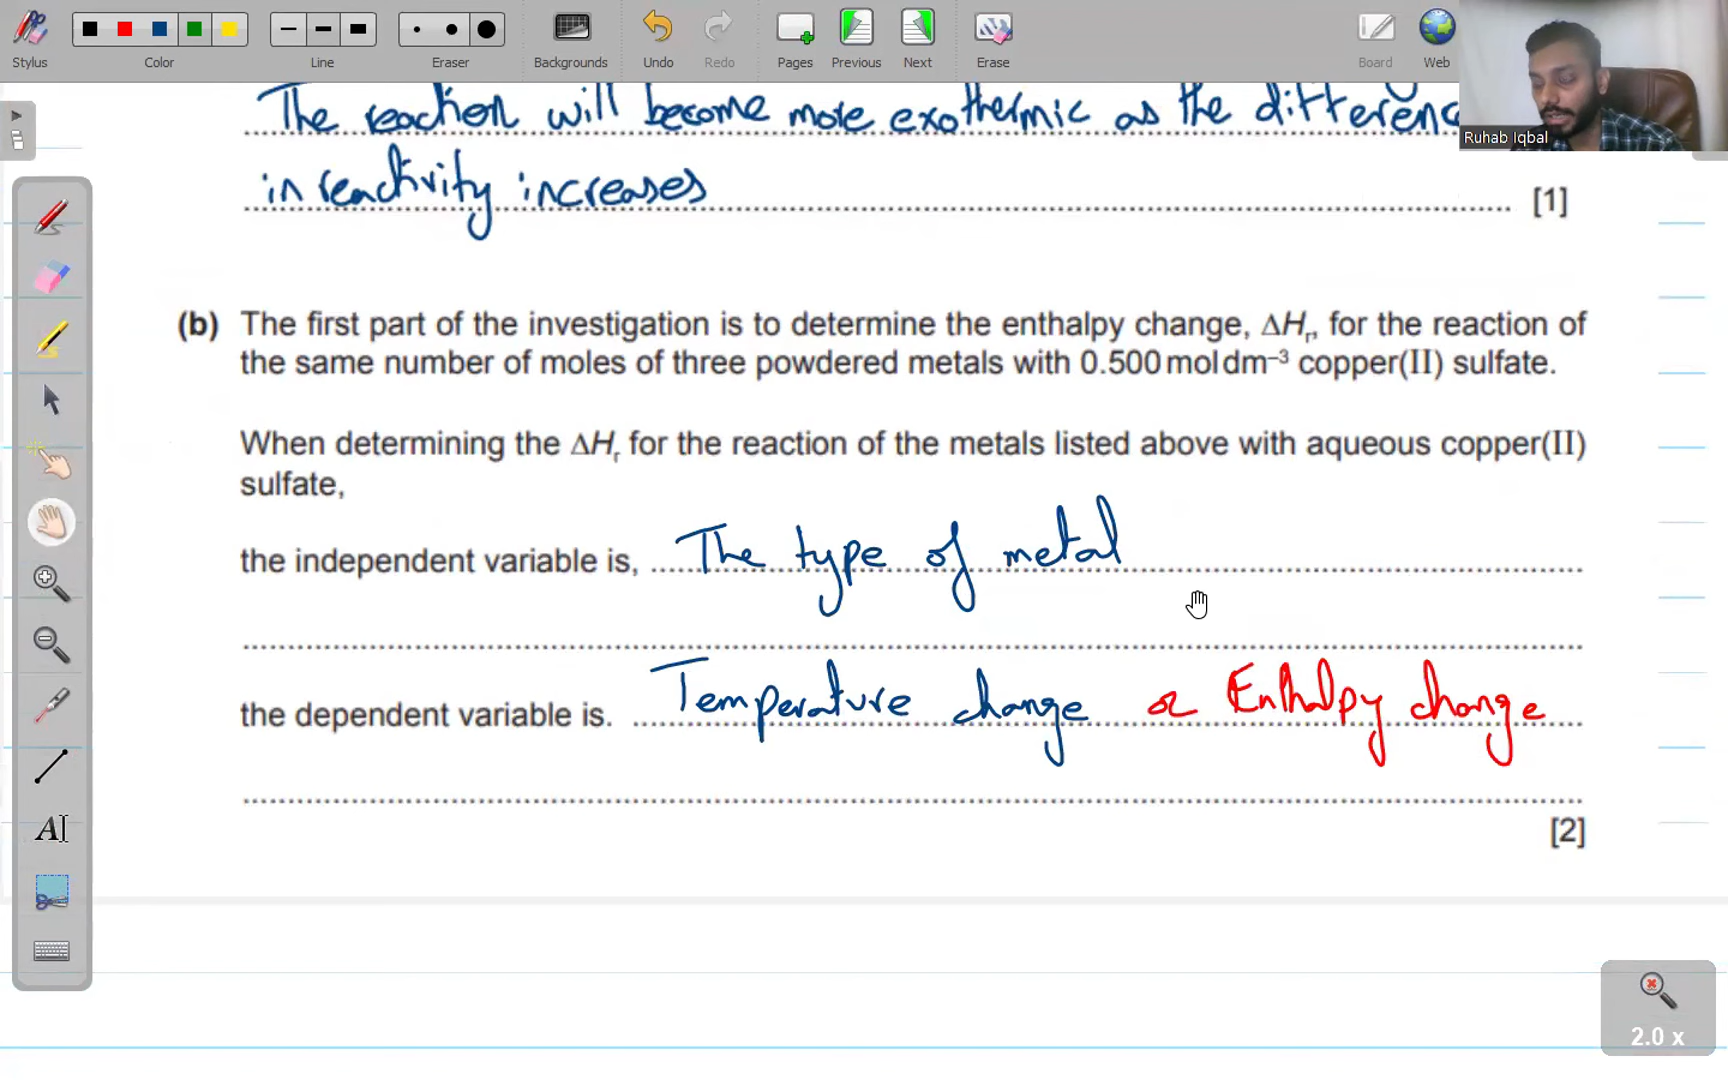 Stylus
Color
Line
Eraser
Backgrounds
Undo
Redo
Pages
Previous
Next
Erase
Board
Web
Ruhab Iqbal
The reaction will become more exothermic as the differenc
in reactivity increases
[1]
(b) The first part of the investigation is to determine the enthalpy change, ΔHr, for the reaction of
the same number of moles of three powdered metals with 0.500 mol dm⁻³ copper(II) sulfate.
When determining the ΔHr for the reaction of the metals listed above with aqueous copper(II)
sulfate,
the independent variable is, The type of metal
the dependent variable is. Temperature change or Enthalpy change
[2]
A
2.0 x